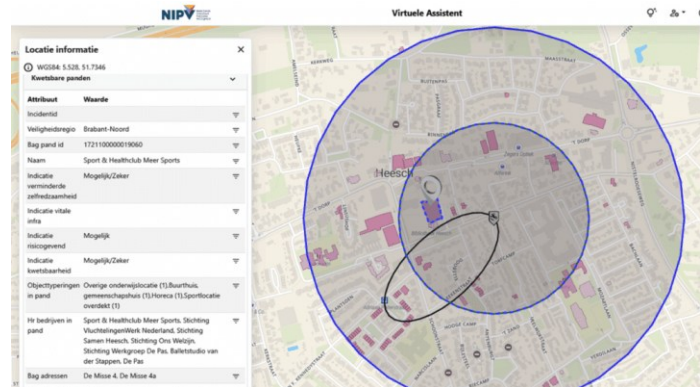 NIPV
Virtuele Assistent
Locatie informatie
WGS84: 5.528, 51.7346
Kwetsbare panden
Attribuut Waarde
Incidentid
Veiligheidsregio Brabant-Noord
Bag pand id 1721100000019060
Naam Sport & Healthclub Meer Sports
Indicatie verminderde zelfredzaamheid Mogelijk/Zeker
Indicatie vitale infra
Indicatie risicogevend Mogelijk
Indicatie kwetsbaarheid Mogelijk/Zeker
Objecttyperingen in pand Overige onderwijslocatie (1),Buurthuis, gemeenschapshuis (1),Horeca (1),Sportlocatie overdekt (1)
Hr bedrijven in pand Sport & Healthclub Meer Sports, Stichting VluchtelingenWerk Nederland, Stichting Samen Heesch, Stichting Ons Welzijn, Stichting Werkgroep De Pas, Balletstudio van der Stappen, De Pas
Bag adressen De Misse 4, De Misse 4a
Heesch
'T DORP